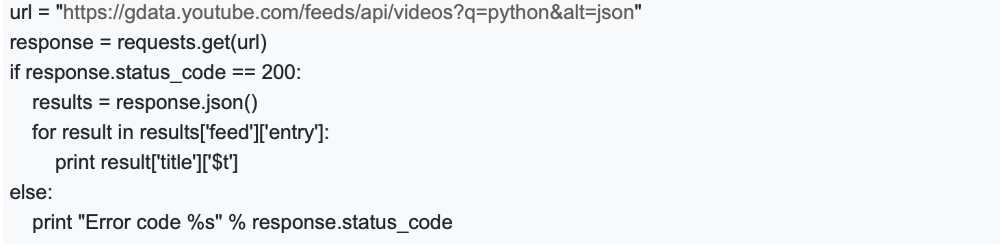 url = "https://gdata.youtube.com/feeds/api/videos?q=python&alt=json"
response = requests.get(url)
if response.status_code == 200:
    results = response.json()
    for result in results['feed']['entry']:
        print result['title']['$t']
else:
    print "Error code %s" % response.status_code